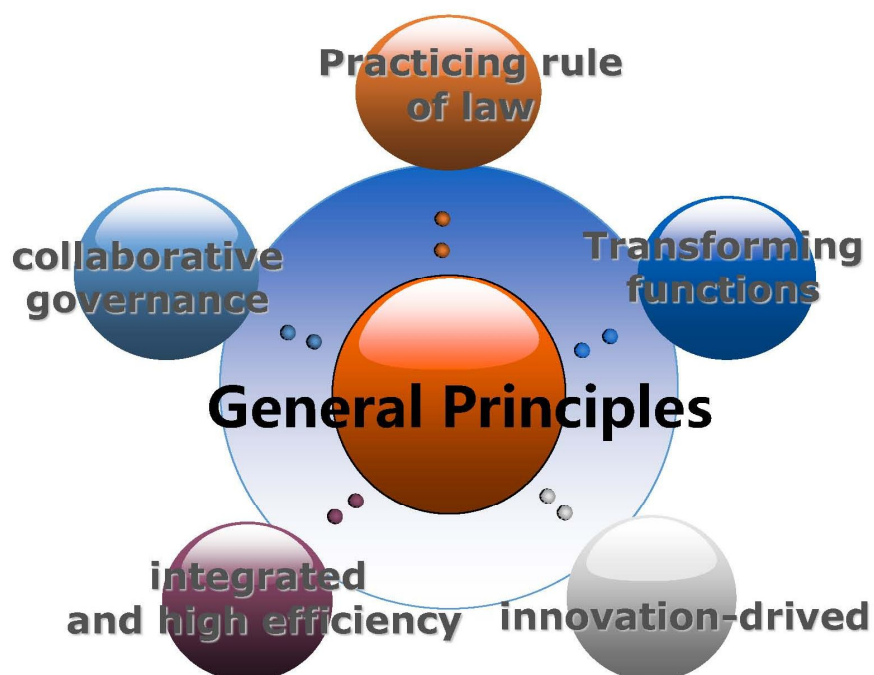 Practicing rule
of law
collaborative
governance
Transforming
functions
General Principles
integrated
and high efficiency
innovation-drived